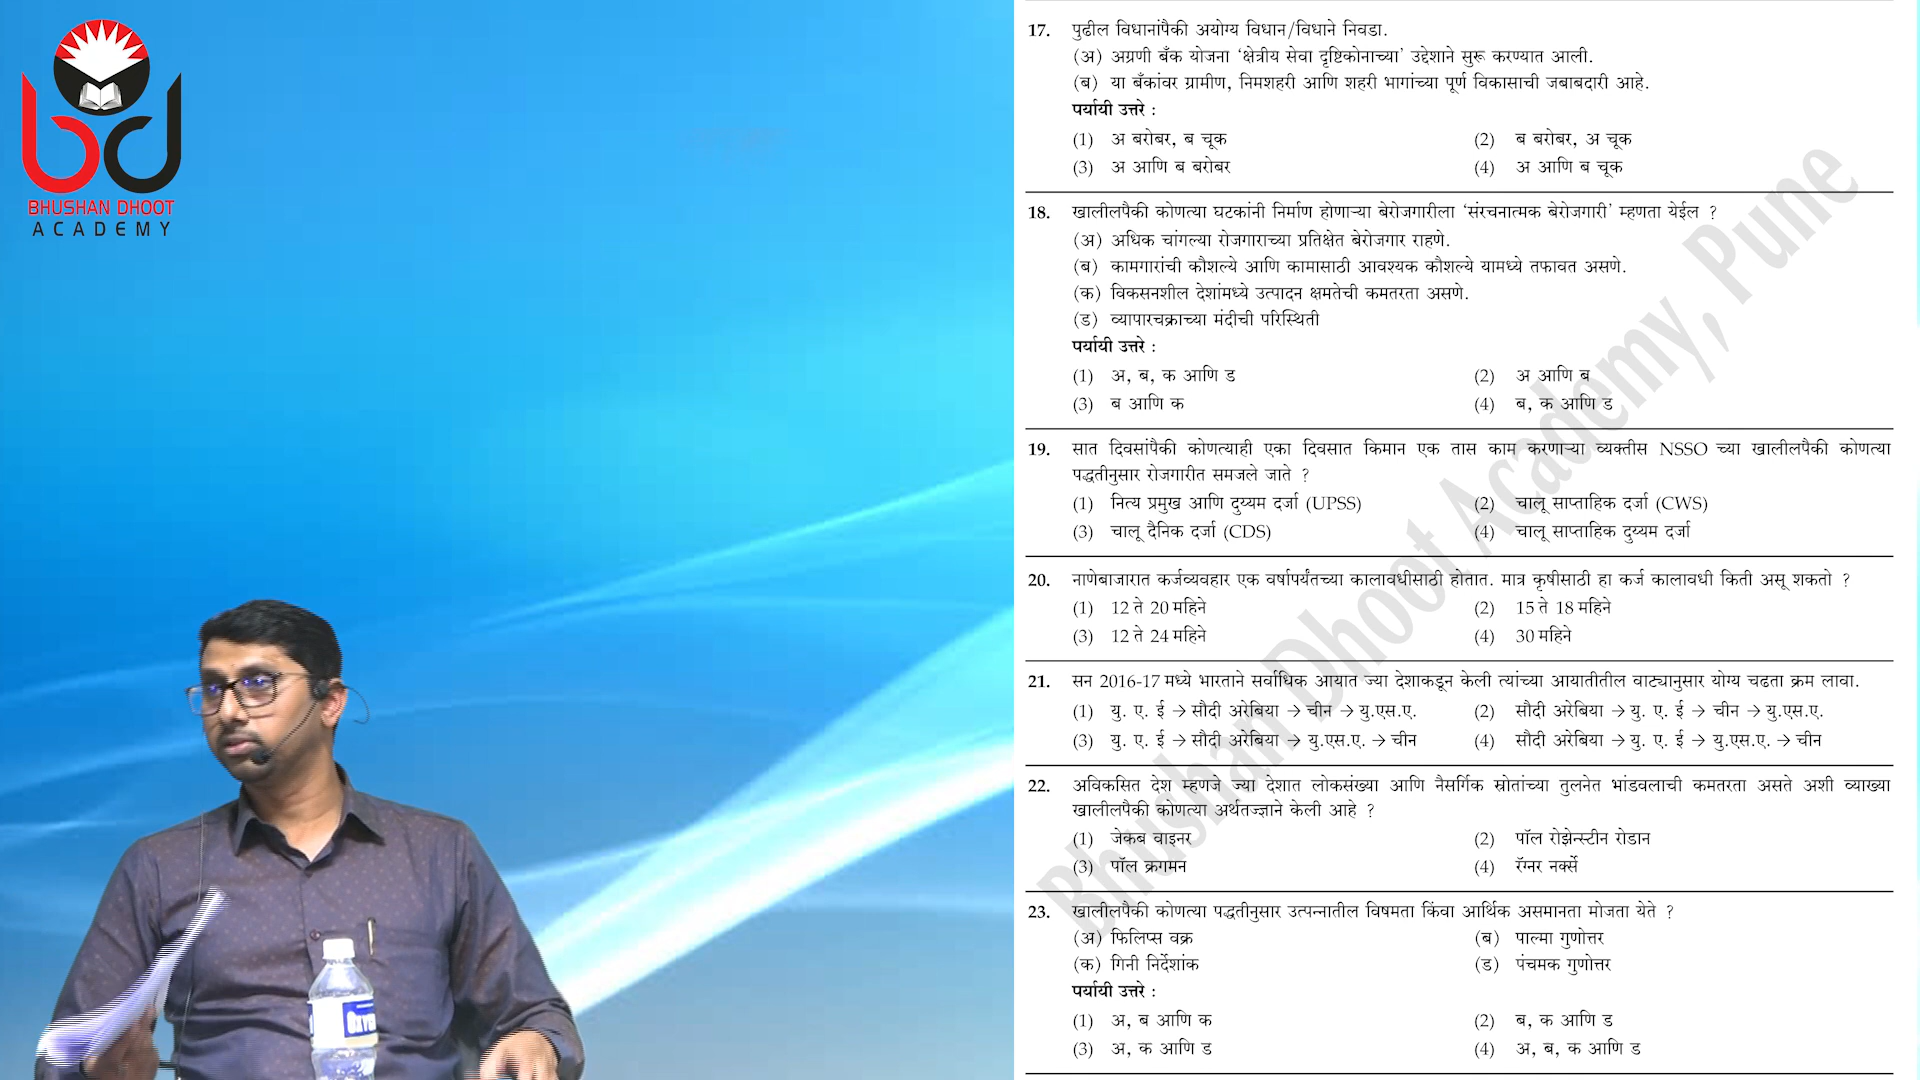 BHUSHAN DHOOT
ACADEMY
17. पुढील विधानांपैकी अयोग्य विधान/विधाने निवडा.
(अ) अग्रणी बँक योजना ‘क्षेत्रीय सेवा दृष्टिकोनाच्या’ उद्देशाने सुरू करण्यात आली.
(ब) या बँकांवर ग्रामीण, निमशहरी आणि शहरी भागांच्या पूर्ण विकासाची जबाबदारी आहे.
पर्यायी उत्तरे :
(1) अ बरोबर, ब चूक (2) ब बरोबर, अ चूक
(3) अ आणि ब बरोबर (4) अ आणि ब चूक
18. खालीलपैकी कोणत्या घटकांनी निर्माण होणाऱ्या बेरोजगारीला ‘संरचनात्मक बेरोजगारी’ म्हणता येईल ?
(अ) अधिक चांगल्या रोजगाराच्या प्रतिक्षेत बेरोजगार राहणे.
(ब) कामगारांची कौशल्ये आणि कामासाठी आवश्यक कौशल्ये यामध्ये तफावत असणे.
(क) विकसनशील देशांमध्ये उत्पादन क्षमतेची कमतरता असणे.
(ड) व्यापारचक्राच्या मंदीची परिस्थिती
पर्यायी उत्तरे :
(1) अ, ब, क आणि ड (2) अ आणि ब
(3) ब आणि क (4) ब, क आणि ड
19. सात दिवसांपैकी कोणत्याही एका दिवसात किमान एक तास काम करणाऱ्या व्यक्तीस NSSO च्या खालीलपैकी कोणत्या
पद्धतीनुसार रोजगारीत समजले जाते ?
(1) नित्य प्रमुख आणि दुय्यम दर्जा (UPSS) (2) चालू साप्ताहिक दर्जा (CWS)
(3) चालू दैनिक दर्जा (CDS) (4) चालू साप्ताहिक दुय्यम दर्जा
20. नाणेबाजारात कर्जव्यवहार एक वर्षापर्यंतच्या कालावधीसाठी होतात. मात्र कृषीसाठी हा कर्ज कालावधी किती असू शकतो ?
(1) 12 ते 20 महिने (2) 15 ते 18 महिने
(3) 12 ते 24 महिने (4) 30 महिने
21. सन 2016-17 मध्ये भारताने सर्वाधिक आयात ज्या देशाकडून केली त्यांच्या आयातीतील वाट्यानुसार योग्य चढता क्रम लावा.
(1) यु. ए. ई → सौदी अरेबिया → चीन → यु.एस.ए. (2) सौदी अरेबिया → यु. ए. ई → चीन → यु.एस.ए.
(3) यु. ए. ई → सौदी अरेबिया → यु.एस.ए. → चीन (4) सौदी अरेबिया → यु. ए. ई → यु.एस.ए. → चीन
22. अविकसित देश म्हणजे ज्या देशात लोकसंख्या आणि नैसर्गिक स्रोतांच्या तुलनेत भांडवलाची कमतरता असते अशी व्याख्या
खालीलपैकी कोणत्या अर्थतज्ज्ञाने केली आहे ?
(1) जेकब वाइनर (2) पॉल रोझेन्स्टीन रोडान
(3) पॉल क्रगमन (4) रॅग्नर नर्क्से
23. खालीलपैकी कोणत्या पद्धतीनुसार उत्पन्नातील विषमता किंवा आर्थिक असमानता मोजता येते ?
(अ) फिलिप्स वक्र (ब) पाल्मा गुणोत्तर
(क) गिनी निर्देशांक (ड) पंचमक गुणोत्तर
पर्यायी उत्तरे :
(1) अ, ब आणि क (2) ब, क आणि ड
(3) अ, क आणि ड (4) अ, ब, क आणि ड
Bhushan Dhoot Academy, Pune